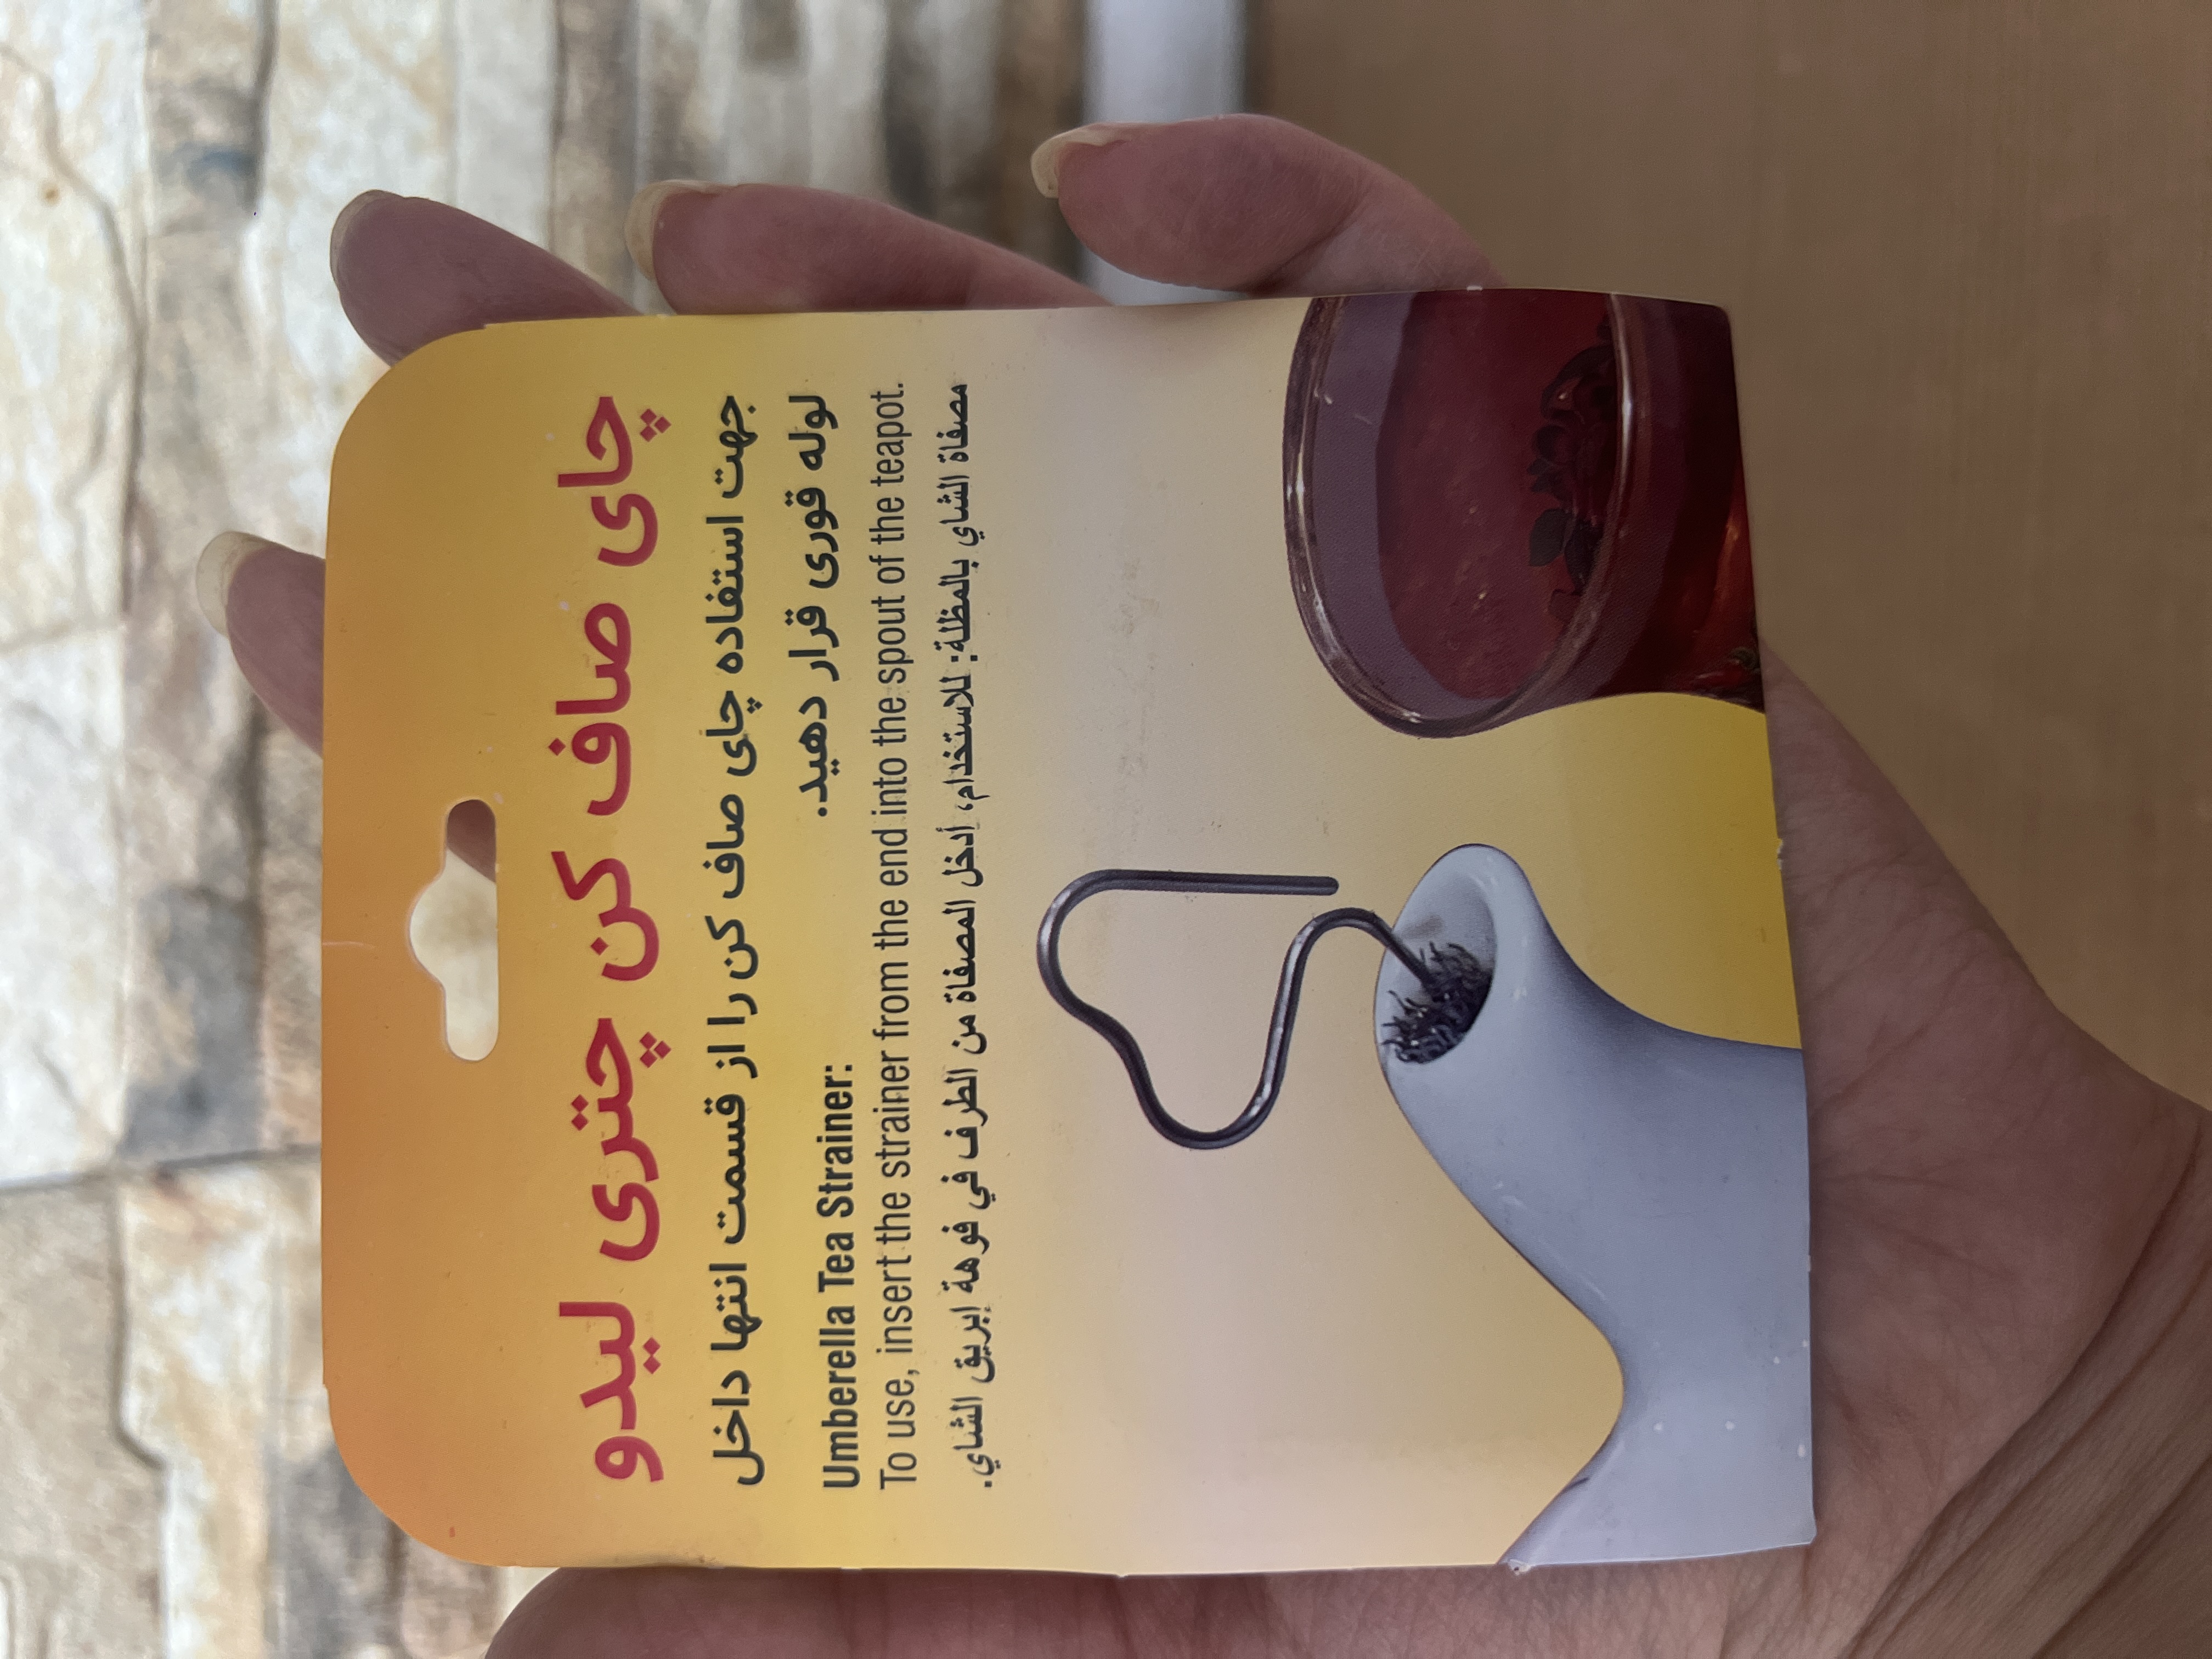 چای صاف کن چتری لیدو
جهت استفاده چای صاف کن را از قسمت انتها داخل
لوله قوری قرار دهید.
Umberella Tea Strainer:
To use, insert the strainer from the end into the spout of the teapot.
مصفاة الشاي بالمظلة: للاستخدام، أدخل المصفاة من الطرف في فوهة إبريق الشاي.